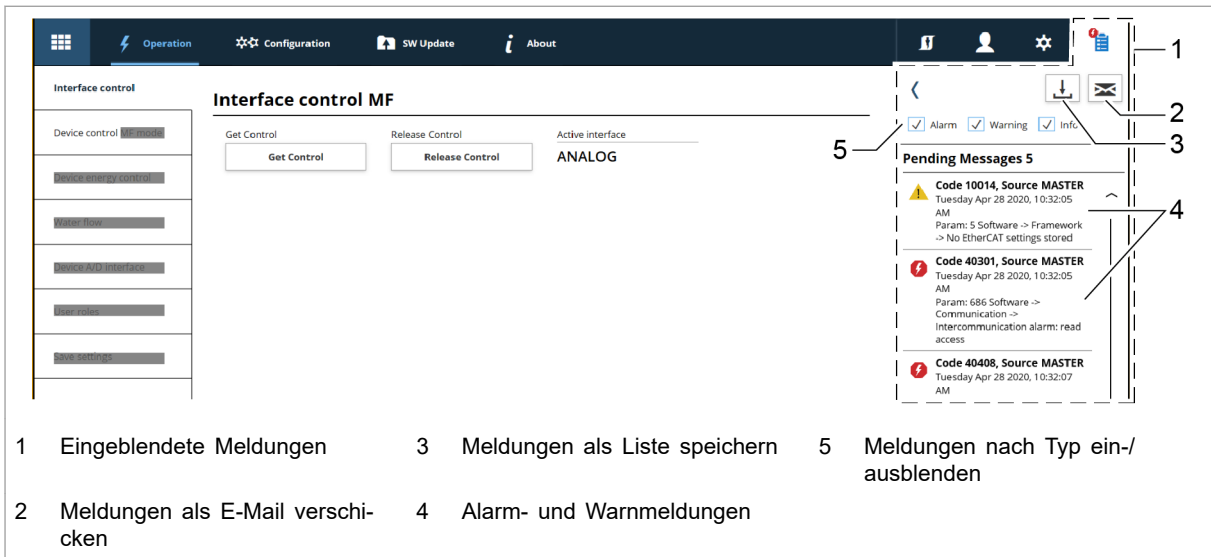 Operation
Configuration
SW Update
i About
1
Interface control
Interface control MF
2
Device control MF mode
Get Control
Release Control
Active interface
5
Alarm
Warning
Info
3
Get Control
Release Control
ANALOG
Pending Messages 5
Device energy control
Code 10014, Source MASTER
Tuesday Apr 28 2020, 10:32:05
AM
Param: 5 Software -> Framework
-> No EtherCAT settings stored
4
Water flow
Device A/D interface
Code 40301, Source MASTER
Tuesday Apr 28 2020, 10:32:05
AM
Param: 686 Software ->
Communication ->
Intercommunication alarm: read
access
User roles
Save settings
Code 40408, Source MASTER
Tuesday Apr 28 2020, 10:32:07
AM
1 Eingeblendete Meldungen
3 Meldungen als Liste speichern
5 Meldungen nach Typ ein-/
ausblenden
2 Meldungen als E-Mail verschi-
cken
4 Alarm- und Warnmeldungen